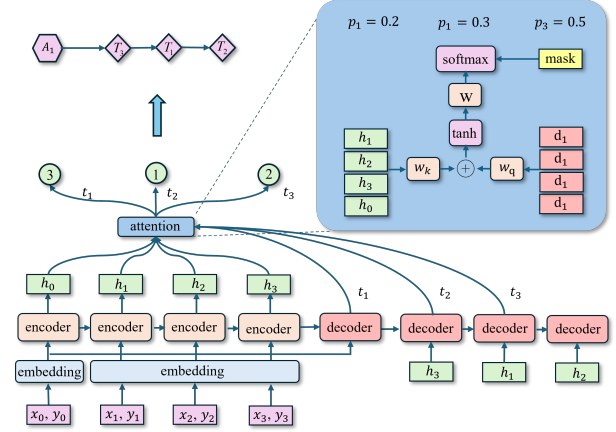 p₁ = 0.2 p₁ = 0.3 p₃ = 0.5
A₁ T₃ T₁ T₂
softmax mask
W
tanh
h₁ d₁
h₂ d₁
h₃ d₁
h₀ d₁
w_k + w_q
3 1 2
t₁ t₂ t₃
attention
h₀ h₁ h₂ h₃ t₁ t₂ t₃
encoder encoder encoder encoder decoder decoder decoder decoder
embedding embedding h₃ h₁ h₂
x₀, y₀ x₁, y₁ x₂, y₂ x₃, y₃